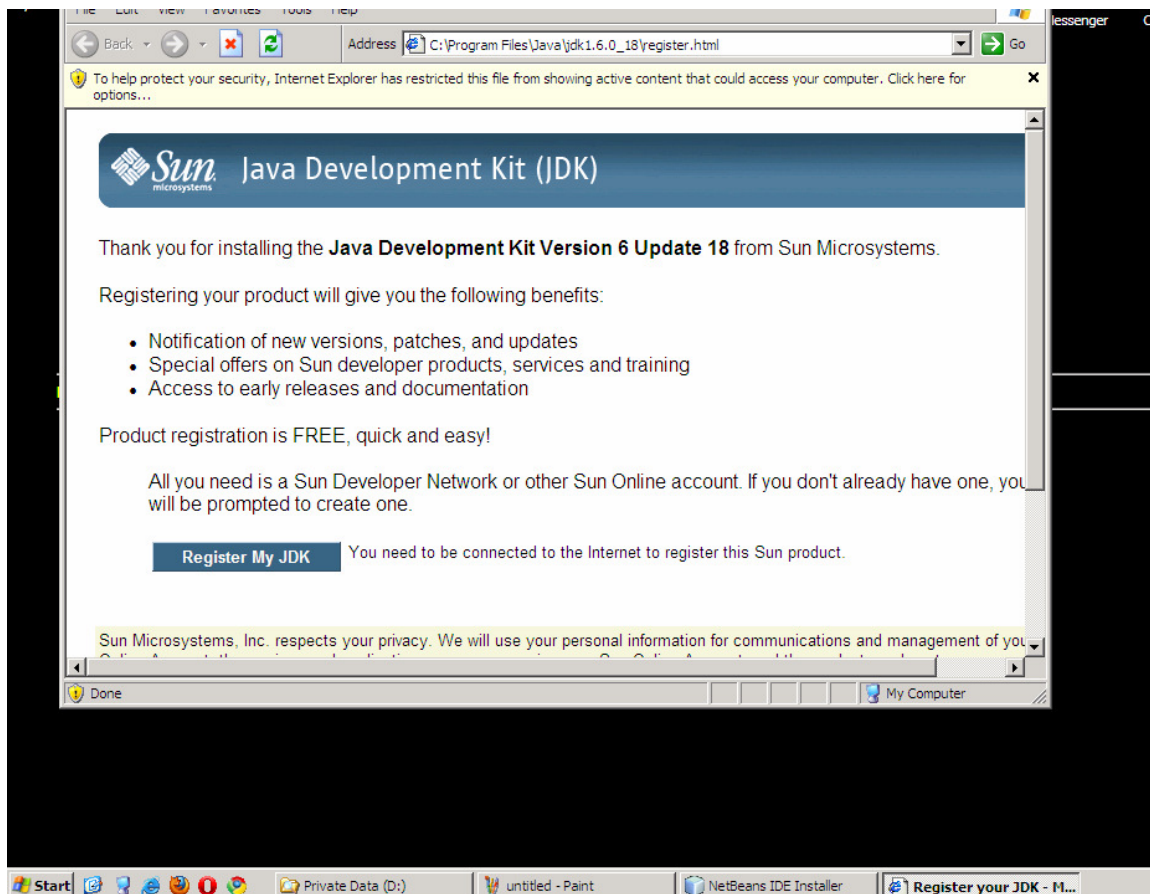 File Edit View Favorites Tools Help
lessenger
Back
Address C:\Program Files\Java\jdk1.6.0_18\register.html Go
To help protect your security, Internet Explorer has restricted this file from showing active content that could access your computer. Click here for
options...
Sun microsystems Java Development Kit (JDK)
Thank you for installing the Java Development Kit Version 6 Update 18 from Sun Microsystems.
Registering your product will give you the following benefits:
• Notification of new versions, patches, and updates
• Special offers on Sun developer products, services and training
• Access to early releases and documentation
Product registration is FREE, quick and easy!
All you need is a Sun Developer Network or other Sun Online account. If you don't already have one, you
will be prompted to create one.
Register My JDK You need to be connected to the Internet to register this Sun product.
Sun Microsystems, Inc. respects your privacy. We will use your personal information for communications and management of you
Done My Computer
Start Private Data (D:) untitled - Paint NetBeans IDE Installer Register your JDK - M...